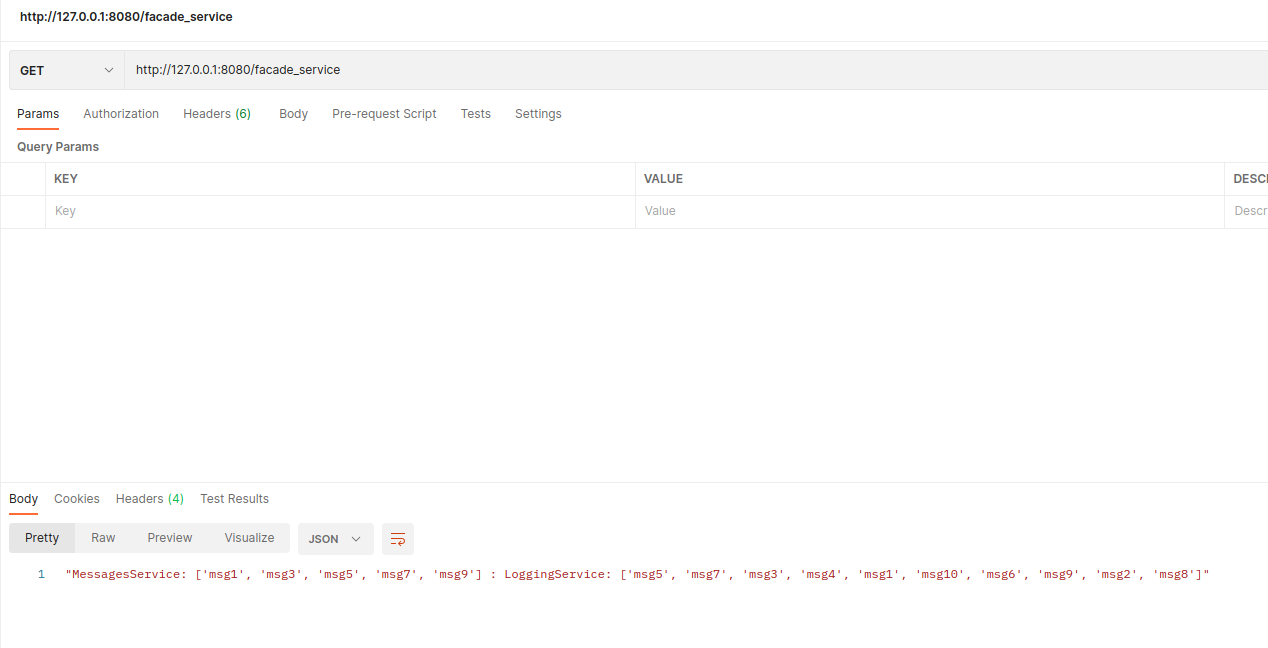 http://127.0.0.1:8080/facade_service
GET http://127.0.0.1:8080/facade_service
Params Authorization Headers (6) Body Pre-request Script Tests Settings
Query Params
KEY VALUE DESCI
Key Value Descr
Body Cookies Headers (4) Test Results
Pretty Raw Preview Visualize JSON
1 "MessagesService: ['msg1', 'msg3', 'msg5', 'msg7', 'msg9'] : LoggingService: ['msg5', 'msg7', 'msg3', 'msg4', 'msg1', 'msg10', 'msg6', 'msg9', 'msg2', 'msg8']"